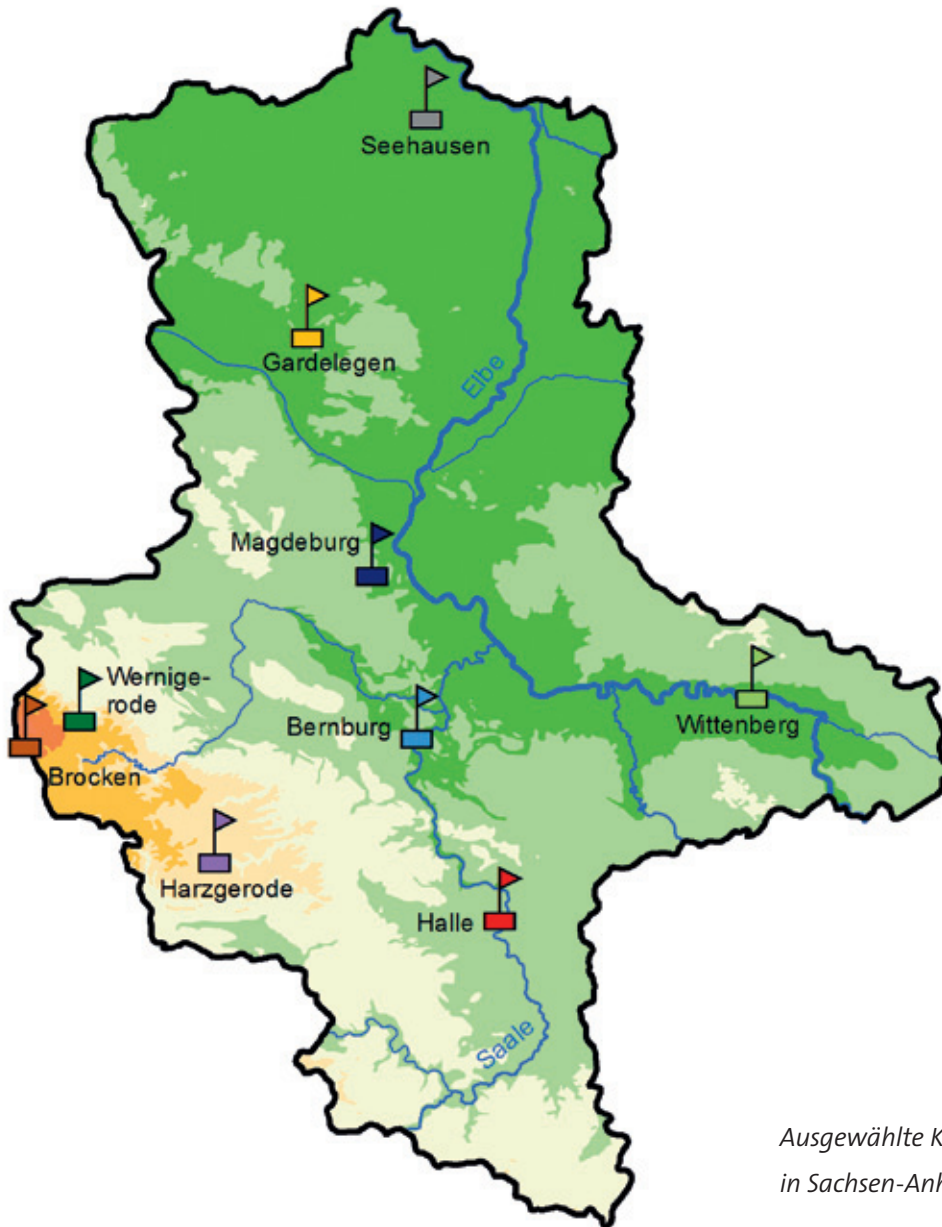 Seehausen
Gardelegen
Elbe
Magdeburg
Wernige-
rode
Bernburg
Wittenberg
Brocken
Harzgerode
Halle
Saale
Ausgewählte K
in Sachsen-Anh